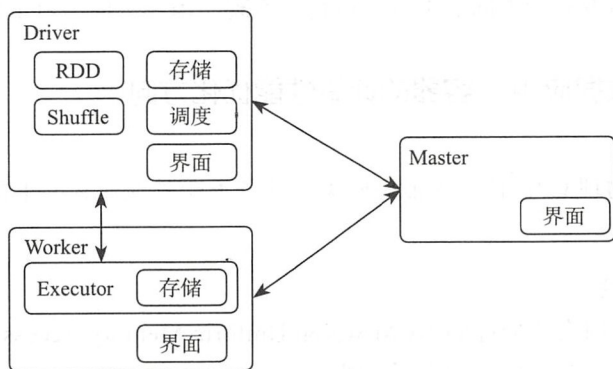 Driver
RDD
存储
Shuffle
调度
界面
Master
界面
Worker
Executor
存储
界面